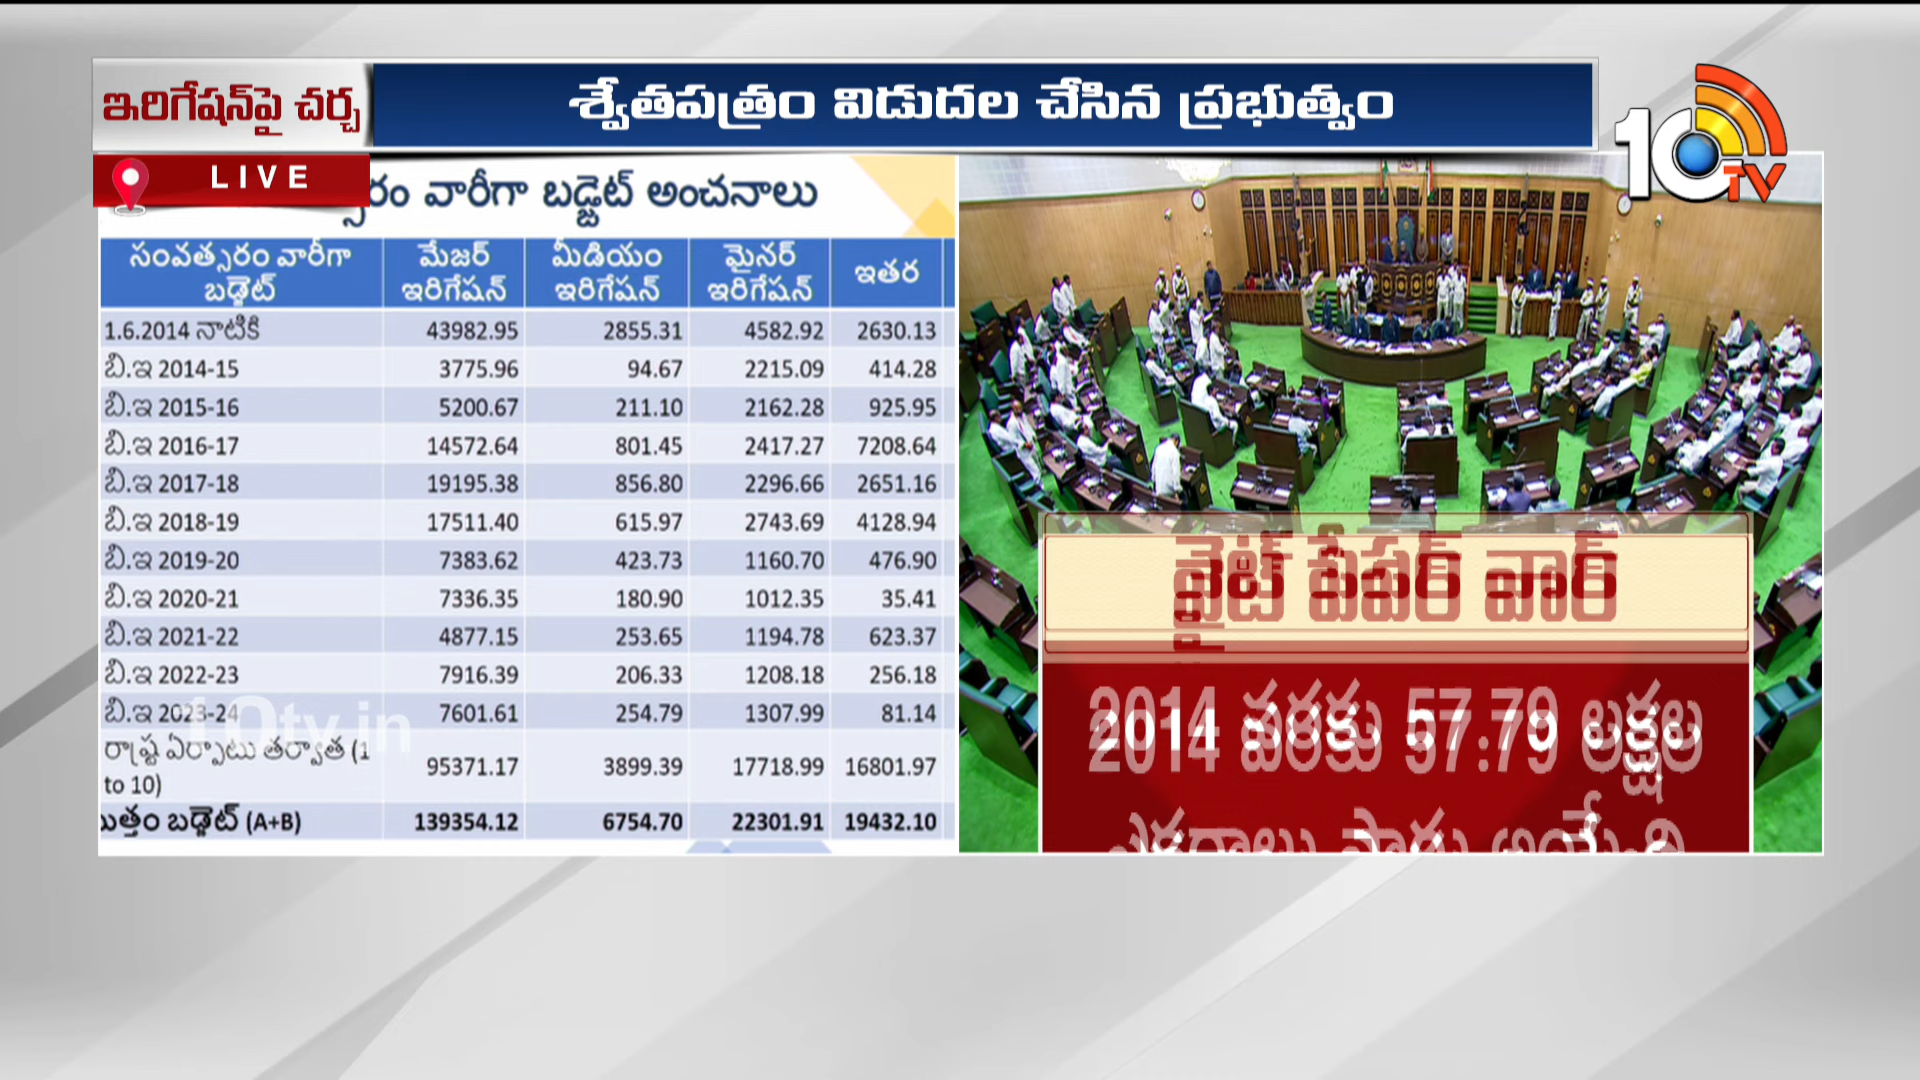 ఇరిగేషన్‌పై చర్చ
శ్వేతపత్రం విడుదల చేసిన ప్రభుత్వం
10TV
LIVE
వారీగా బడ్జెట్ అంచనాలు
సంవత్సరం వారీగా బడ్జెట్ మేజర్ ఇరిగేషన్ మీడియం ఇరిగేషన్ మైనర్ ఇరిగేషన్ ఇతర
1.6.2014 నాటికి 43982.95 2855.31 4582.92 2630.13
బి.ఇ 2014-15 3775.96 94.67 2215.09 414.28
బి.ఇ 2015-16 5200.67 211.10 2162.28 925.95
బి.ఇ 2016-17 14572.64 801.45 2417.27 7208.64
బి.ఇ 2017-18 19195.38 856.80 2296.66 2651.16
బి.ఇ 2018-19 17511.40 615.97 2743.69 4128.94
బి.ఇ 2019-20 7383.62 423.73 1160.70 476.90
బి.ఇ 2020-21 7336.35 180.90 1012.35 35.41
బి.ఇ 2021-22 4877.15 253.65 1194.78 623.37
బి.ఇ 2022-23 7916.39 206.33 1208.18 256.18
బి.ఇ 2023-24 7601.61 254.79 1307.99 81.14
రాష్ట్ర ఏర్పాటు తర్వాత (1
to 10) 95371.17 3899.39 17718.99 16801.97
బడ్జెట్ (A+B) 139354.12 6754.70 22301.91 19432.10
10tv.in
వైట్ పేపర్ వార్
2014 వరకు 57.79 లక్షల